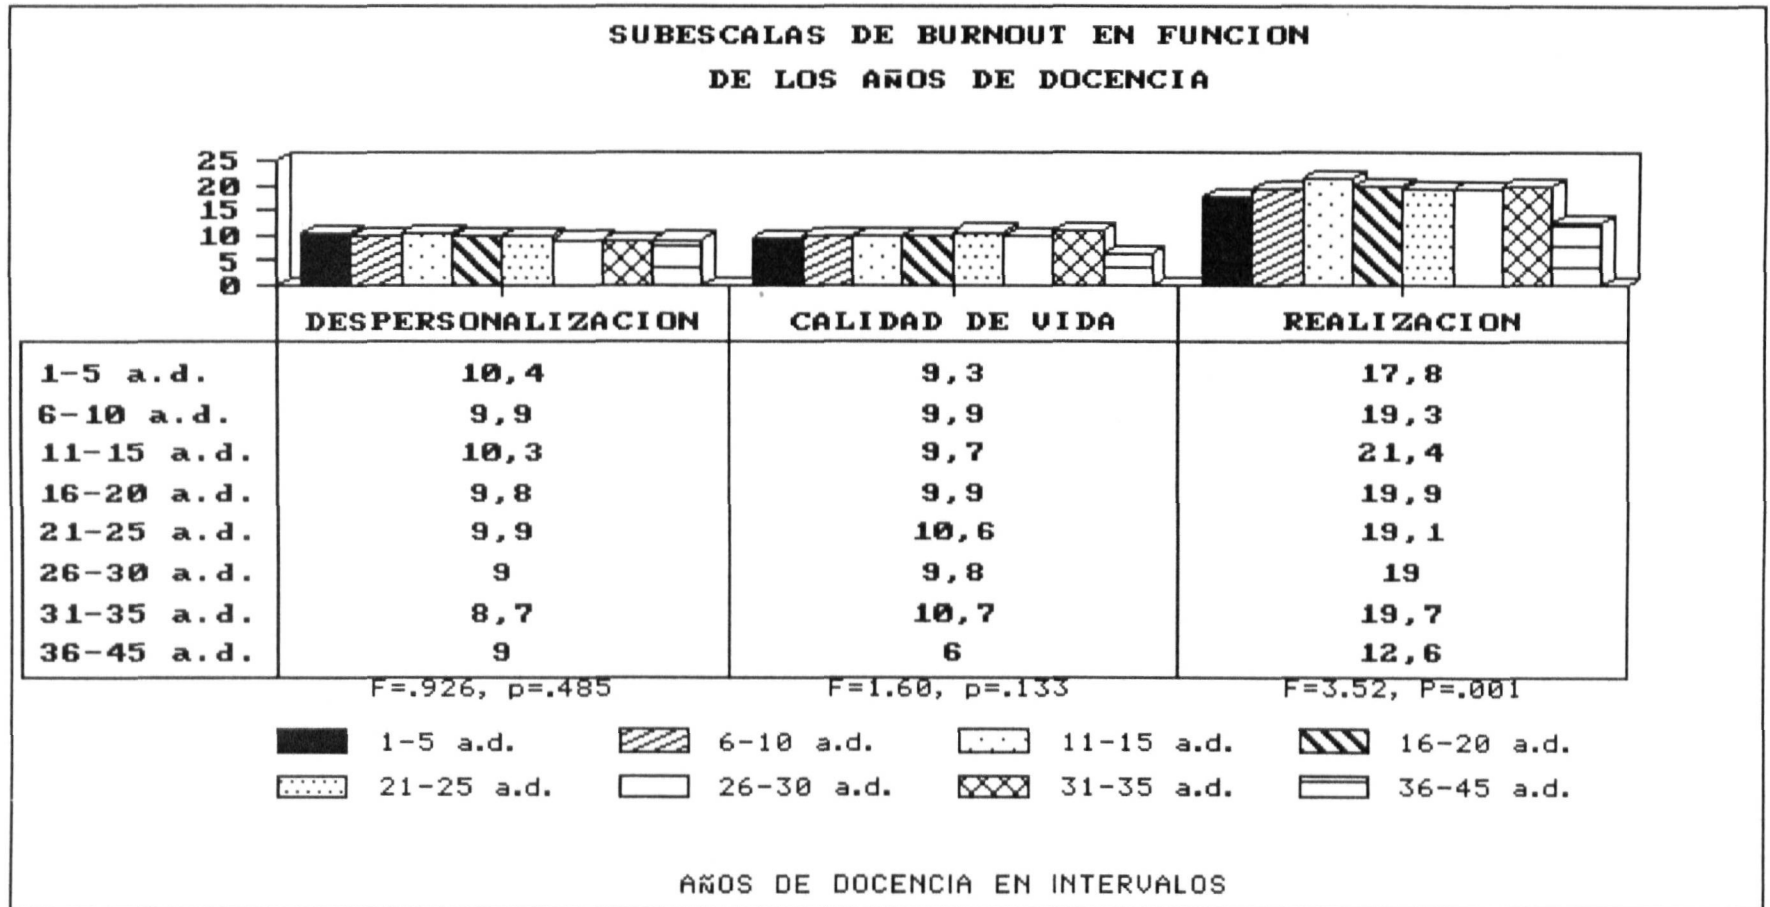 SUBESCALAS DE BURNOUT EN FUNCION
DE LOS AÑOS DE DOCENCIA
25
20
15
10
5
0
DESPERSONALIZACION CALIDAD DE VIDA REALIZACION
1-5 a.d. 10,4 9,3 17,8
6-10 a.d. 9,9 9,9 19,3
11-15 a.d. 10,3 9,7 21,4
16-20 a.d. 9,8 9,9 19,9
21-25 a.d. 9,9 10,6 19,1
26-30 a.d. 9 9,8 19
31-35 a.d. 8,7 10,7 19,7
36-45 a.d. 9 6 12,6
F=.926, p=.485 F=1.60, p=.133 F=3.52, P=.001
1-5 a.d. 6-10 a.d. 11-15 a.d. 16-20 a.d.
21-25 a.d. 26-30 a.d. 31-35 a.d. 36-45 a.d.
AÑOS DE DOCENCIA EN INTERVALOS